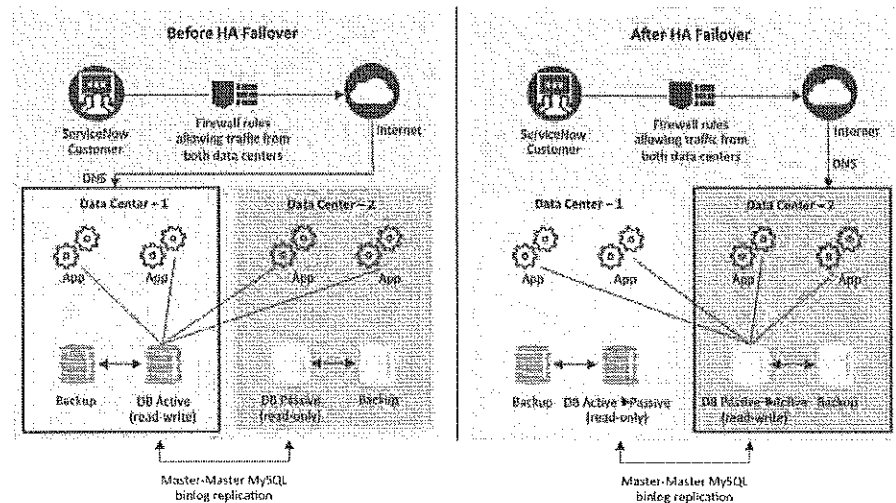 Before HA Failover
ServiceNow
Customer
Firewall rules
allowing traffic from
both data centers
Internet
DNS
Data Center – 1
Data Center – 2
App
App
App
App
Backup
DB Active
(read-write)
DB Passive
(read-only)
Backup
Master-Master MySQL
binlog replication
After HA Failover
ServiceNow
Customer
Firewall rules
allowing traffic from
both data centers
Internet
DNS
Data Center – 1
Data Center – 2
App
App
App
App
Backup
DB Active ►Passive
(read-only)
DB Passive ►Active
(read-write)
Backup
Master-Master MySQL
binlog replication